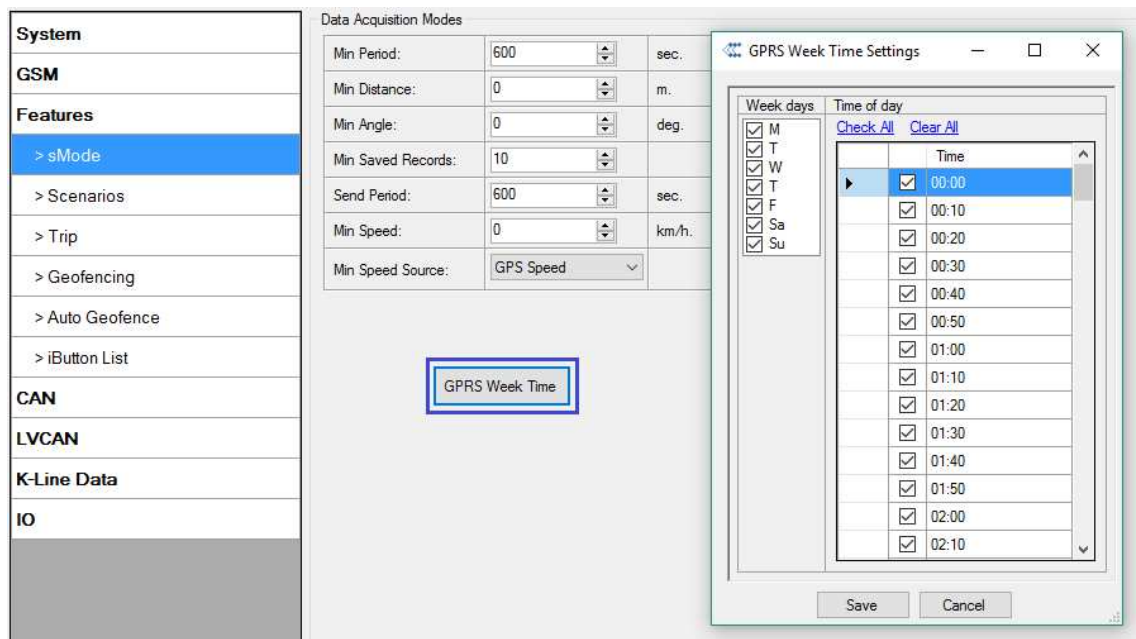 System
GSM
Features
> sMode
> Scenarios
> Trip
> Geofencing
> Auto Geofence
> iButton List
CAN
LVCAN
K-Line Data
IO
Data Acquisition Modes
Min Period: 600 sec.
Min Distance: 0 m.
Min Angle: 0 deg.
Min Saved Records: 10
Send Period: 600 sec.
Min Speed: 0 km/h.
Min Speed Source: GPS Speed
GPRS Week Time
GPRS Week Time Settings
Week days
M
T
W
T
F
Sa
Su
Time of day
Check All Clear All
Time
00:00
00:10
00:20
00:30
00:40
00:50
01:00
01:10
01:20
01:30
01:40
01:50
02:00
02:10
Save Cancel